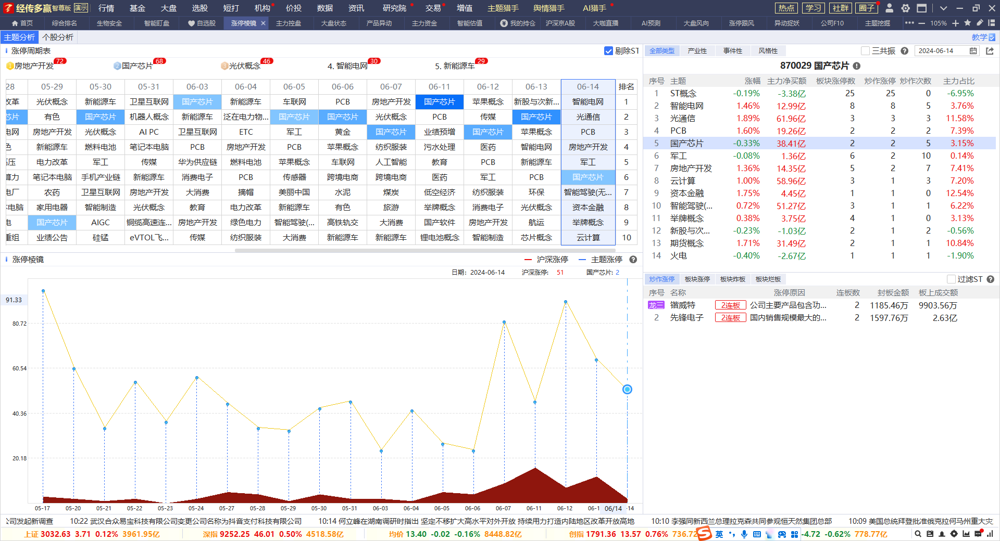 经传多赢 智尊版 演示 行情 基金 大盘 选股 短打 机构 价投 数据 资讯 研究院 交易 增值 主题猎手 舆情猎手 AI猎手 热点 学习 社群 圈子
首页 综合排名 生物安全 智能盯盘 自选股 涨停棱镜 主力控盘 大盘状态 产品异动 主力资金 智能估值 我的持仓 沪深京A股 大咖直播 AI预测 大盘风向 涨停跟风 异动捉妖 公司F10 主题挖掘 ••• 105%
主题分析 个股分析 教学
涨停周期表 剔除ST
1 房地产开发 72 2 国产芯片 68 3 光伏概念 46 4. 智能电网 30 5. 新能源车 29
28 05-29 05-30 05-31 06-03 06-04 06-05 06-06 06-07 06-11 06-12 06-13 06-14 排名
改革 光伏概念 新能源车 卫星互联网 国产芯片 新能源车 车联网 PCB 房地产开发 国产芯片 苹果概念 新股与次新... 智能电网 1
芯片 有色 国产芯片 机器人概念 新能源车 泛在电力物... 国产芯片 国产芯片 光伏概念 PCB 传媒 国产芯片 光通信 2
电网 房地产开发 光伏概念 AI PC 卫星互联网 ETC 军工 黄金 国产芯片 业绩预增 国产芯片 苹果概念 PCB 3
色 新能源车 燃料电池 笔记本电脑 PCB 房地产开发 PCB 苹果概念 纺织服装 污水处理 医药 智能电网 房地产开发 4
压 电力改革 军工 传媒 华为供应链 燃料电池 苹果概念 车联网 人工智能 教育 PCB 新能源车 军工 5
算力 笔记本电脑 手机产业链 新能源车 消费电子 PCB 传感器 跨境电商 跨境电商 医药 军工 PCB 国产芯片 6
电厂 农药 卫星互联网 房地产开发 大消费 摘帽 美丽中国 水泥 煤炭 低空经济 纺织服装 环保 智能驾驶(无... 7
电脑 家用电器 智能制造 光伏概念 教育 电力改革 新能源车 有色 旅游 举牌概念 消费电子 光伏概念 资本金融 8
电 国产芯片 AIGC 铜缆高速连... 房地产开发 绿色电力 智能驾驶(... 高铁轨交 大消费 国产软件 房地产开发 航运 举牌概念 9
重组 业绩公告 硅锰 eVTOL飞... 传媒 纺织服装 大消费 新能源车 新能源车 锂电池概念 智能制造 芯片概念 云计算 10
涨停棱镜 沪深涨停 主题涨停
日期: 2024-06-14 沪深涨停: 51 国产芯片: 2
91.33
80.72
60.54
40.36
20.18
05-17 05-20 05-21 05-22 05-23 05-24 05-27 05-28 05-29 05-30 05-31 06-03 06-04 06-05 06-06 06-07 06-11 06-12 06-1 06/14 -14
全部类型 产业性 事件性 风格性 三共振 2024-06-14
870029 国产芯片
序号 主题 涨幅 主力净买额 板块涨停数 炒作涨停 炒作次数 主力占比
1 ST概念 -0.19% -3.38亿 25 25 0 -6.95%
2 智能电网 1.46% 12.99亿 8 8 5 3.76%
3 光通信 1.89% 61.96亿 3 3 3 11.58%
4 PCB 1.60% 19.26亿 2 2 2 7.39%
5 国产芯片 -0.33% 38.41亿 2 2 5 3.15%
6 军工 -0.08% 1.36亿 6 2 10 0.14%
7 房地产开发 1.36% 14.35亿 5 2 7 7.41%
8 云计算 1.00% 58.96亿 3 1 3 7.20%
9 资本金融 1.75% 4.45亿 1 1 0 12.54%
10 智能驾驶(... 0.72% 51.27亿 3 1 1 6.22%
11 举牌概念 0.38% 3.75亿 4 1 0 3.13%
12 新股与次... -0.23% -1.03亿 2 1 2 -0.56%
13 期货概念 1.71% 31.49亿 2 1 1 10.84%
14 火电 -0.40% -2.67亿 1 1 1 -1.90%
炒作涨停 板块涨停 板块炸板 板块烂板 过滤ST
序号 名称 涨停原因 连板数 封板金额 板上成交额
龙三 锴威特 2连板 公司主要产品包含功... 2 1185.46万 9903.56万
2 先锋电子 2连板 国内销售规模最大的... 2 1597.76万 2.63亿
公司发起新调查 10:22 武汉合众易宝科技有限公司变更公司名称为抖音支付科技有限公司 10:14 何立峰在湖南调研时指出 坚定不移扩大高水平对外开放 持续用力打造内陆地区改革开放高地 10:10 李强同新西兰总理拉克森共同参观恒天然集团总部 10:09 美国总统拜登批准俄克拉何马州重大灾
上证 3032.63 3.71 0.12% 3961.95亿 深指 9252.25 46.01 0.50% 4518.58亿 均价 13.40 -0.02 -0.16% 8448.82亿 创指 1791.36 13.57 0.76% 736.72 英 -4.72 -0.62% 778.77亿